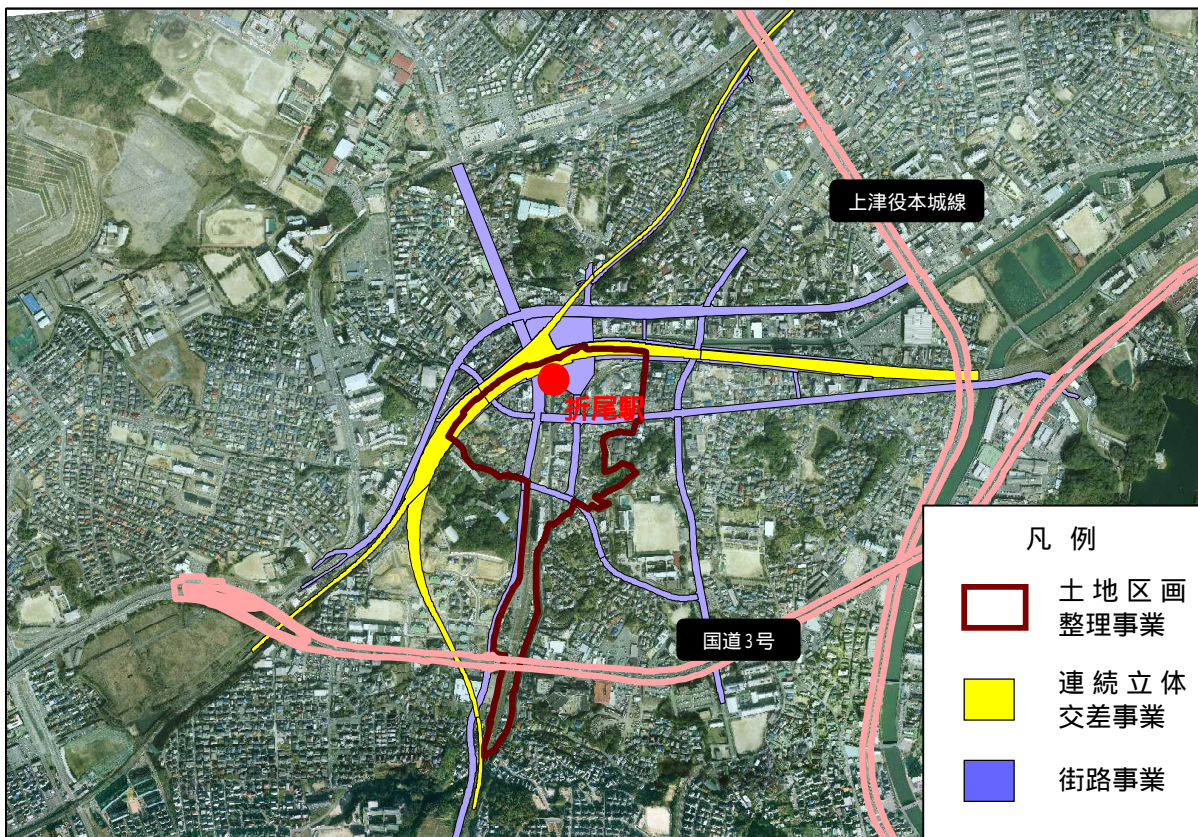 上津役本城線
折尾駅
国道3号
凡例
土地区画
整理事業
連続立体
交差事業
街路事業